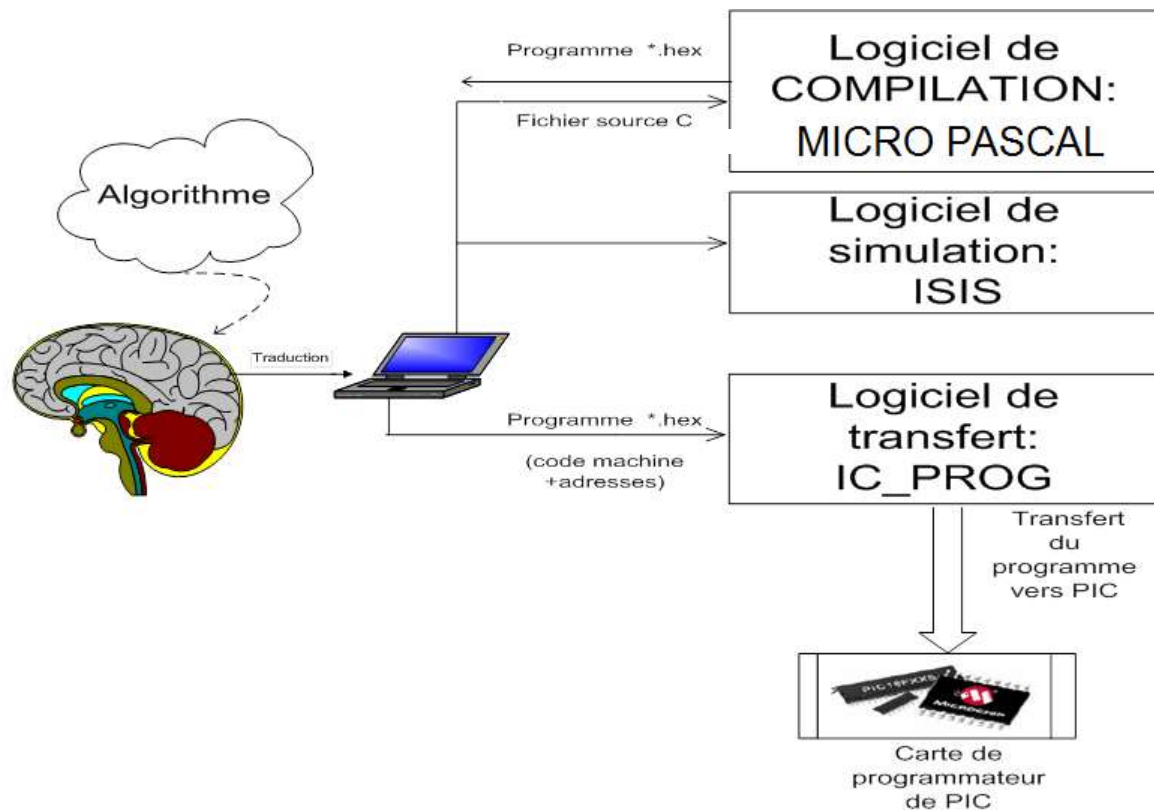 Algorithme
Traduction
Programme *.hex
Fichier source C
Logiciel de
COMPILATION:
MICRO PASCAL
Logiciel de
simulation:
ISIS
Programme *.hex
(code machine
+adresses)
Logiciel de
transfert:
IC_PROG
Transfert
du
programme
vers PIC
MICROCHIP
Carte de
programmateur
de PIC